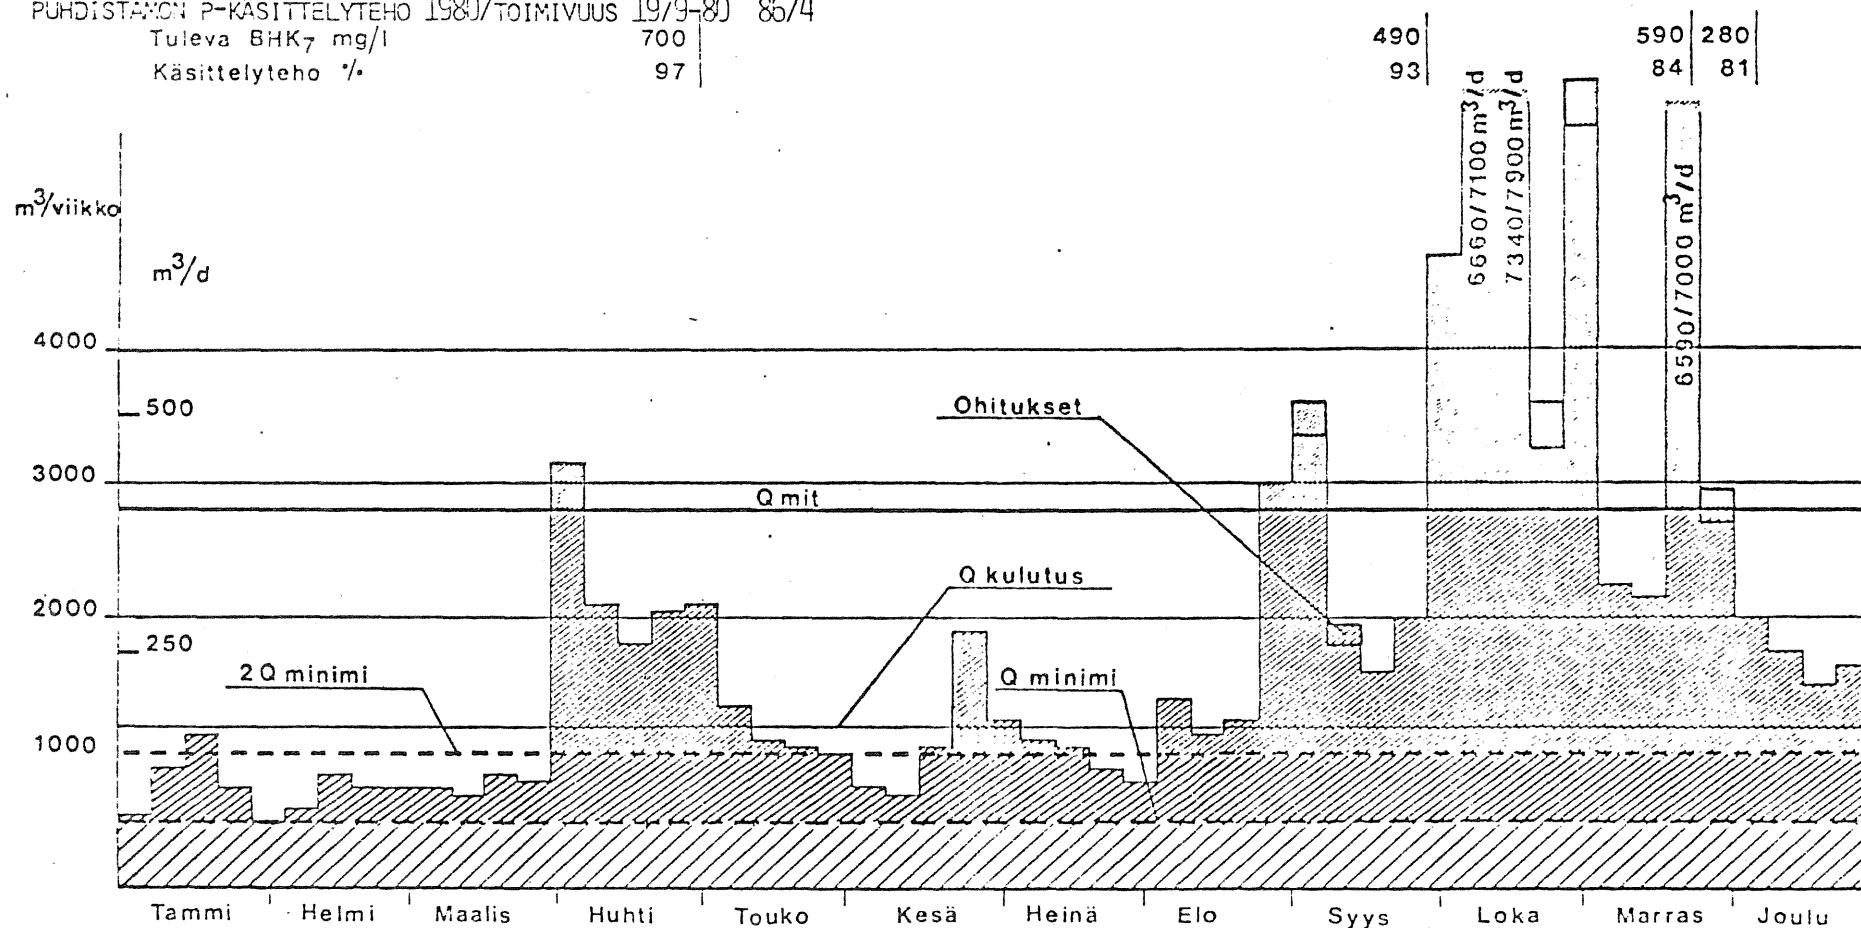 PUHDISTAMON P-KÄSITTELYTEHO 1980/TOIMIVUUS 1979-80 86/4
Tuleva BHK7 mg/l 700 490 590 280
Käsittelyteho % 97 93 84 81
6660/7100 m³/d
7340/7900 m³/d
6590/7000 m³/d
m³/viikko
m³/d
4000
500
Ohitukset
3000
Q mit
Q kulutus
2000
250
2 Q minimi
Q minimi
1000
Tammi Helmi Maalis Huhti Touko Kesä Heinä Elo Syys Loka Marras Joulu